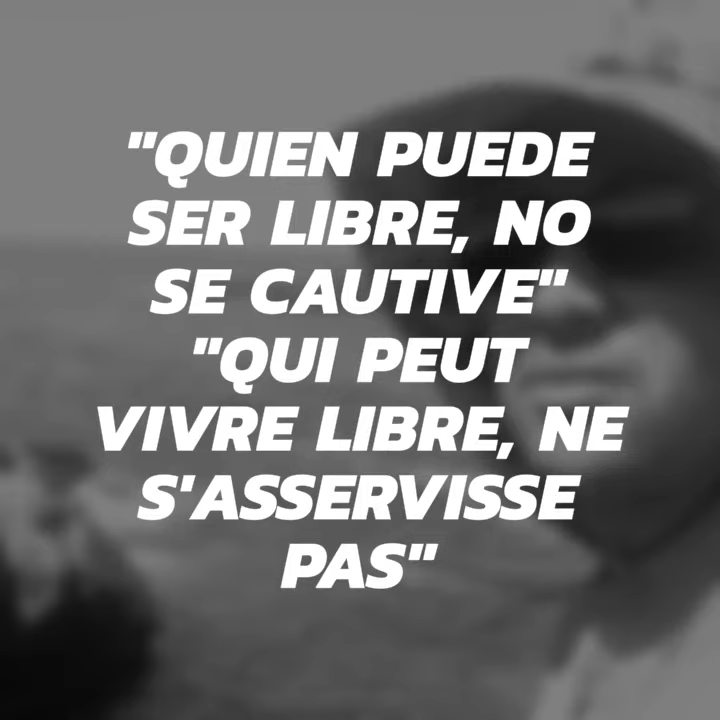 "QUIEN PUEDE
SER LIBRE, NO
SE CAUTIVE"
"QUI PEUT
VIVRE LIBRE, NE
S'ASSERVISSE
PAS"